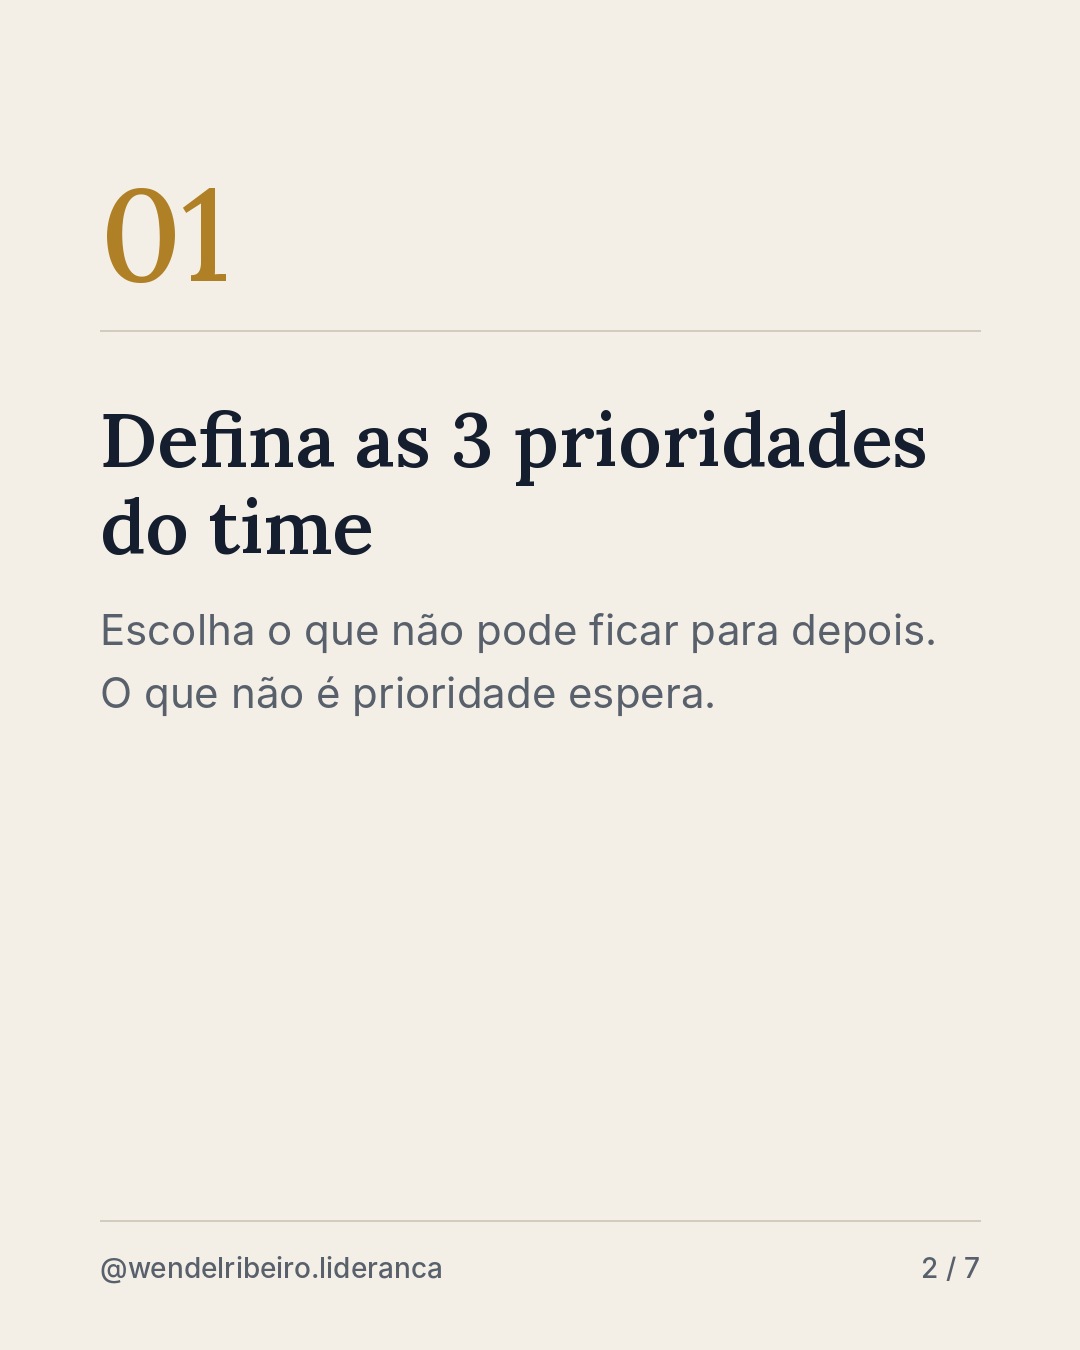 01
Defina as 3 prioridades
do time
Escolha o que não pode ficar para depois.
O que não é prioridade espera.
@wendelribeiro.lideranca
2 / 7